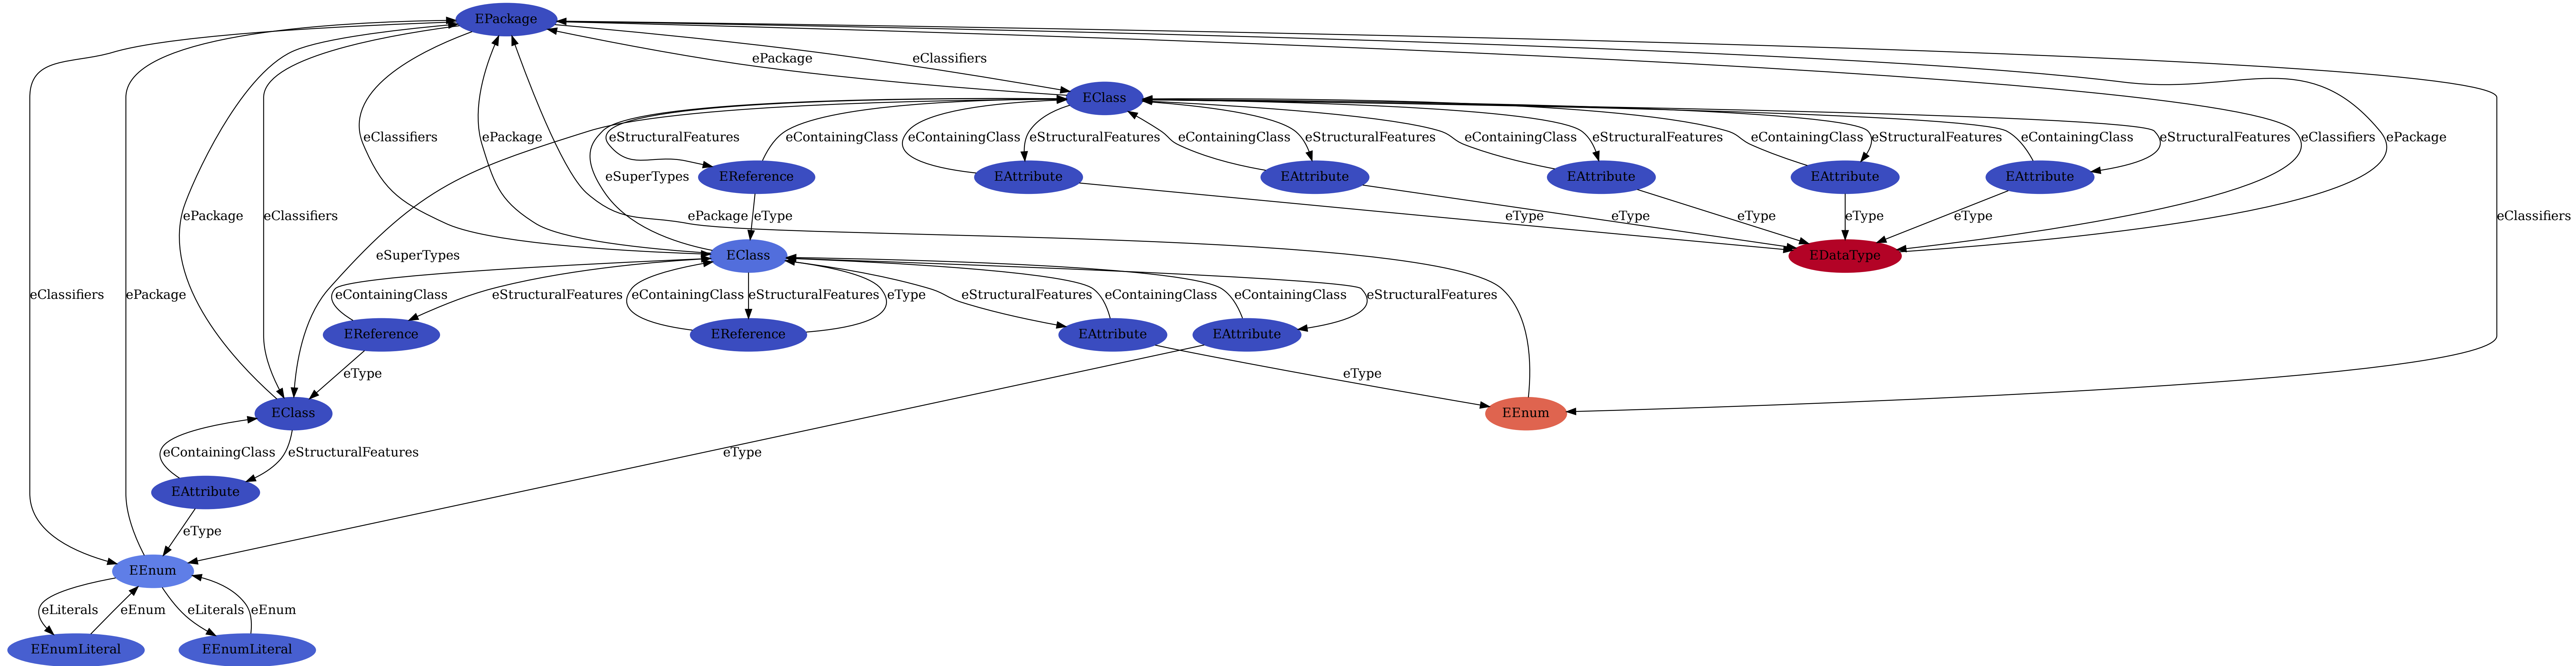 EPackage
ePackage
eClassifiers
EClass
eClassifiers
ePackage
eStructuralFeatures
eContainingClass
eContainingClass
eStructuralFeatures
eContainingClass
eStructuralFeatures
eContainingClass
eStructuralFeatures
eContainingClass
eStructuralFeatures
eContainingClass
eStructuralFeatures
eClassifiers
ePackage
eSuperTypes
EReference
EAttribute
EAttribute
EAttribute
EAttribute
EAttribute
ePackage
eClassifiers
ePackage
eType
eType
eType
eType
eType
eType
eClassifiers
eSuperTypes
EClass
EDataType
eClassifiers
ePackage
eContainingClass
eStructuralFeatures
eContainingClass
eStructuralFeatures
eType
eStructuralFeatures
eContainingClass
eContainingClass
eStructuralFeatures
EReference
EReference
EAttribute
EAttribute
eType
eType
EClass
EEnum
eContainingClass
eStructuralFeatures
eType
EAttribute
eType
EEnum
eLiterals
eEnum
eLiterals
eEnum
EEnumLiteral
EEnumLiteral